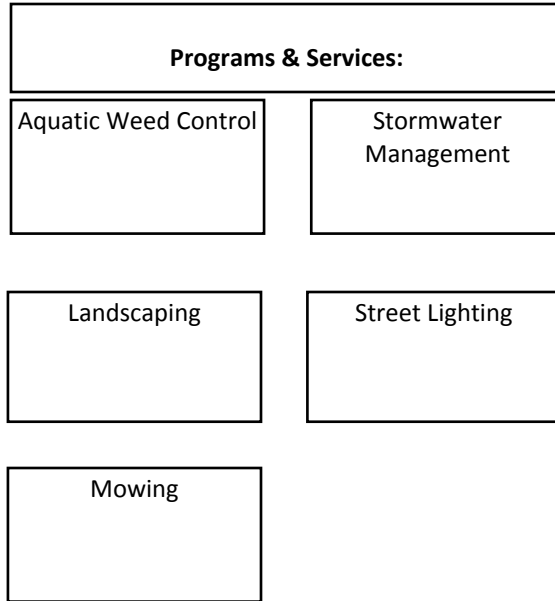 Programs & Services:
Aquatic Weed Control
Stormwater
Management
Landscaping
Street Lighting
Mowing